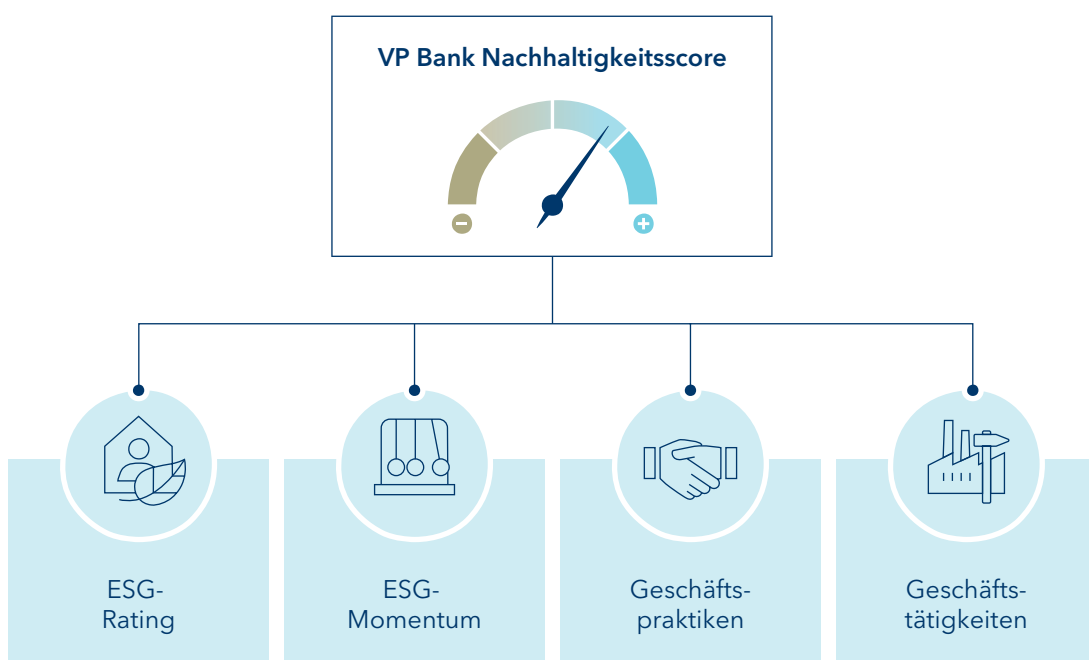 VP Bank Nachhaltigkeitsscore
ESG-
Rating
ESG-
Momentum
Geschäfts-
praktiken
Geschäfts-
tätigkeiten